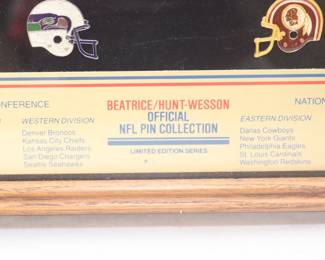 ONFERENCE
WESTERN DIVISION
Denver Broncos
Kansas City Chiefs
Los Angeles Raiders
San Diego Chargers
Seattle Seahawks
BEATRICE/HUNT-WESSON
OFFICIAL
NFL PIN COLLECTION
LIMITED EDITION SERIES
NATION
EASTERN DIVISION
Dallas Cowboys
New York Giants
Philadelphia Eagles
St. Louis Cardinals
Washington Redskins